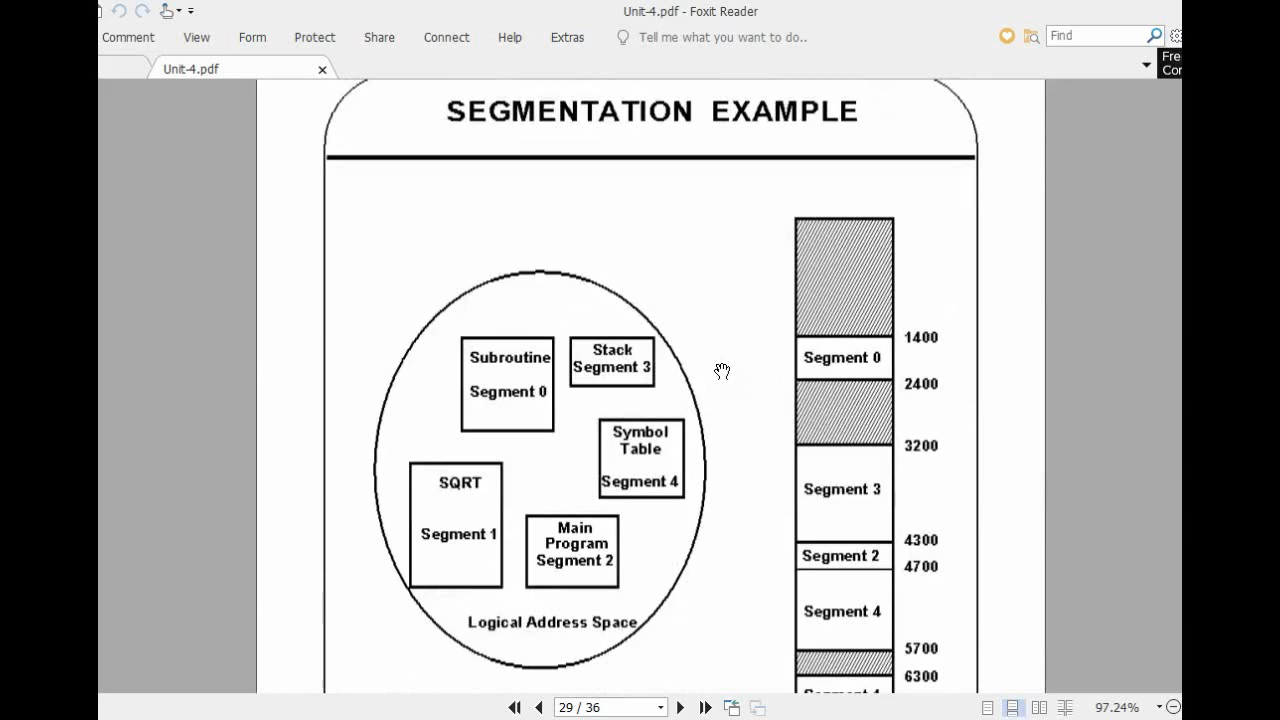 Unit-4.pdf - Foxit Reader
Comment View Form Protect Share Connect Help Extras Tell me what you want to do.. Find
Unit-4.pdf
Fre
Cor
SEGMENTATION EXAMPLE
Subroutine
Segment 0
Stack
Segment 3
Symbol
Table
Segment 4
SQRT
Segment 1
Main
Program
Segment 2
Logical Address Space
1400
Segment 0
2400
3200
Segment 3
4300
Segment 2
4700
Segment 4
5700
6300
29 / 36
97.24%